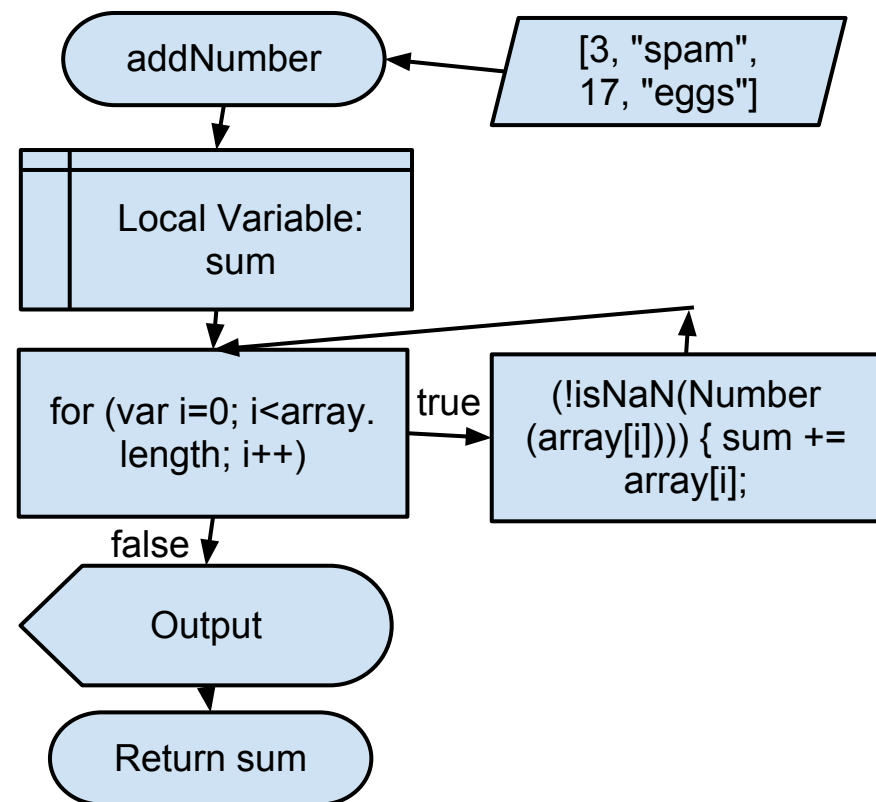 addNumber
[3, "spam",
17, "eggs"]
Local Variable:
sum
for (var i=0; i<array.
length; i++)
true
(!isNaN(Number
(array[i]))) { sum +=
array[i];
false
Output
Return sum